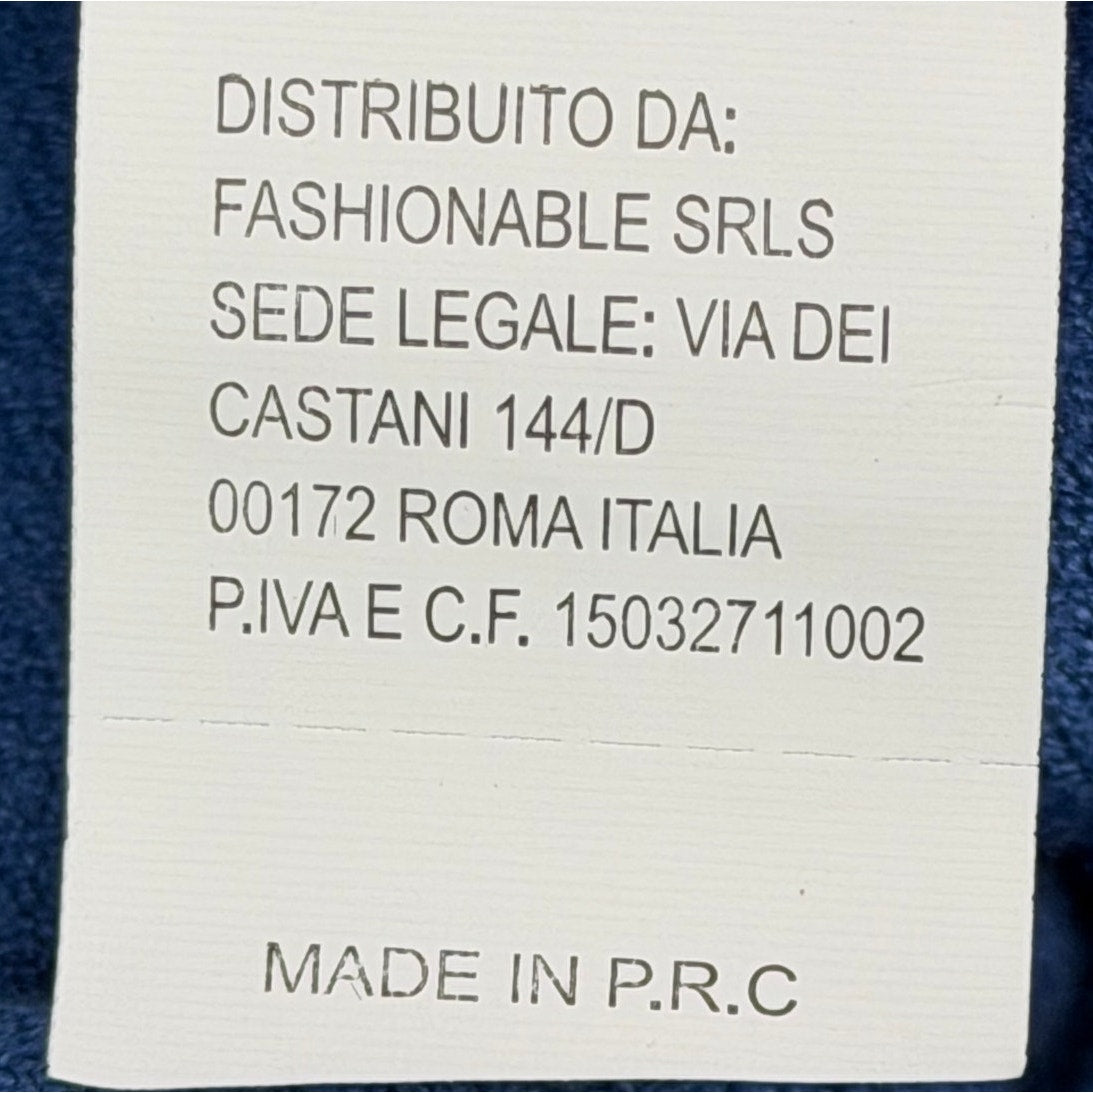 DISTRIBUITO DA:
FASHIONABLE SRLS
SEDE LEGALE: VIA DEI
CASTANI 144/D
00172 ROMA ITALIA
P.IVA E C.F. 15032711002
MADE IN P.R.C